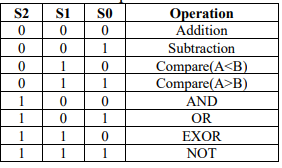 S2 S1 S0 Operation
0 0 0 Addition
0 0 1 Subtraction
0 1 0 Compare(A<B)
0 1 1 Compare(A>B)
1 0 0 AND
1 0 1 OR
1 1 0 EXOR
1 1 1 NOT